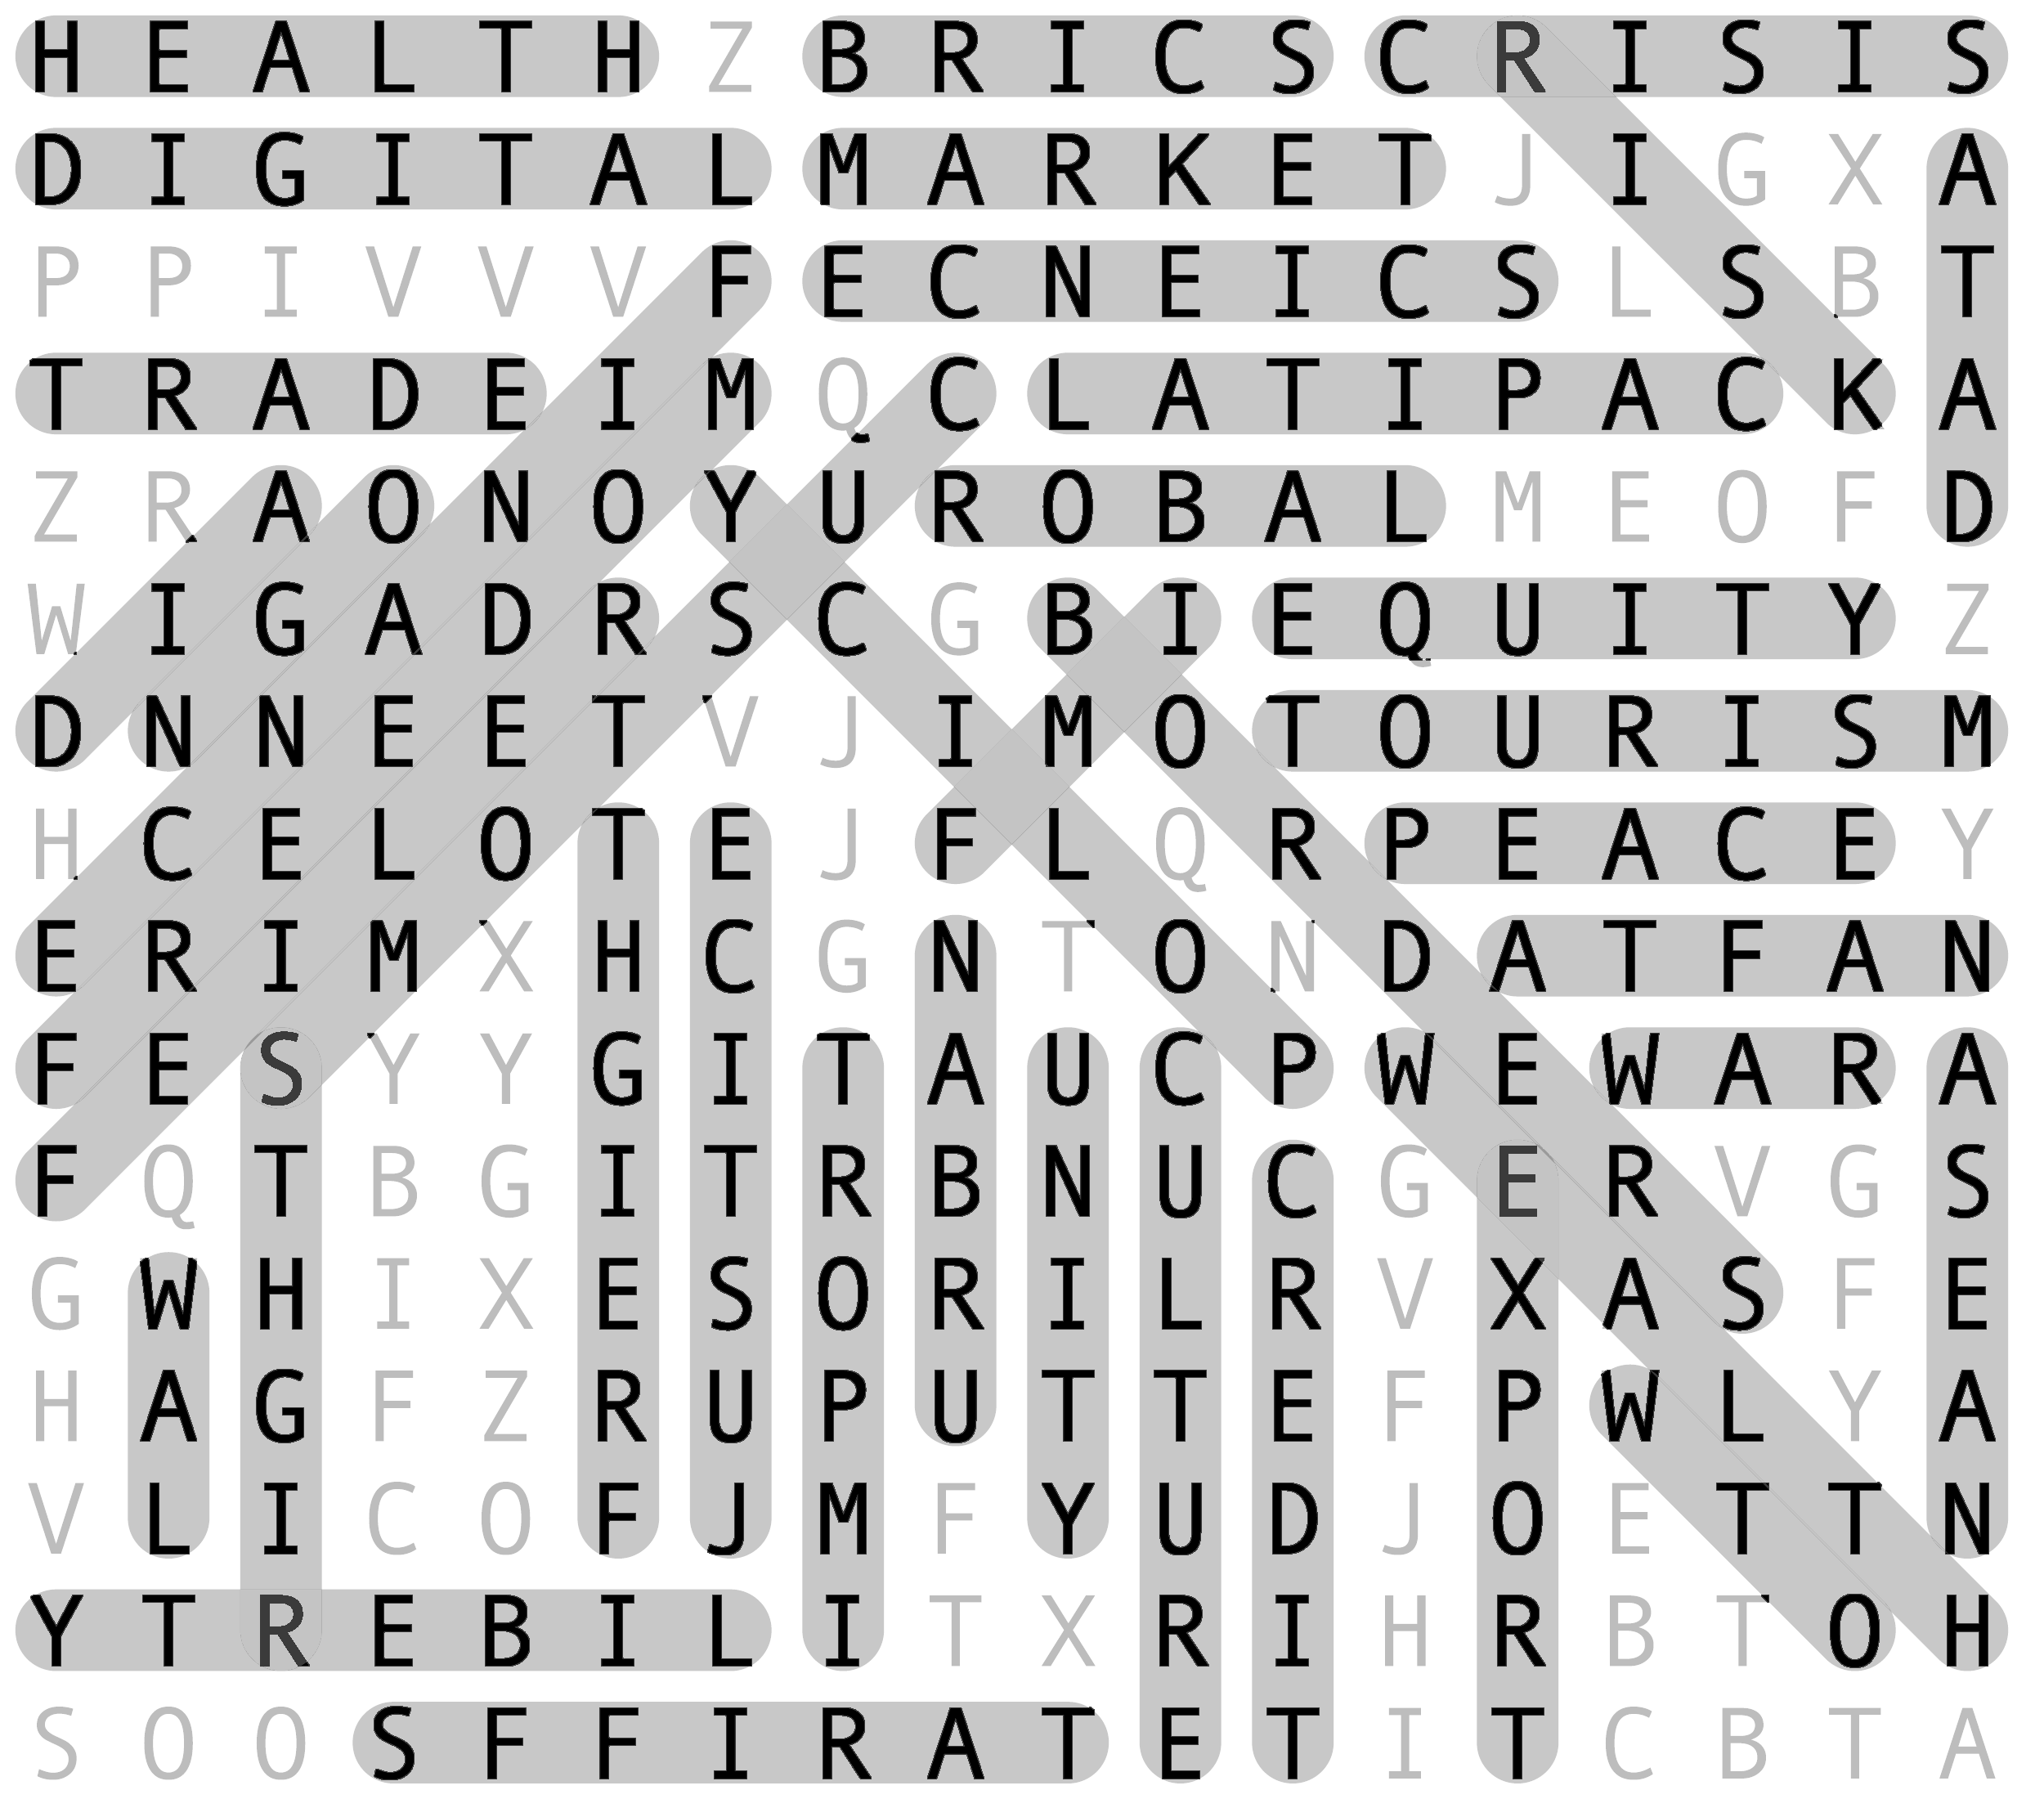 H E A L T H Z B R I C S C R I S I S
D I G I T A L M A R K E T J I G X A
P P I V V V F E C N E I C S L S B T
T R A D E I M Q C L A T I P A C K A
Z R A O N O Y U R O B A L M E O F D
W I G A D R S C G B I E Q U I T Y Z
D N N E E T V J I M O T O U R I S M
H C E L O T E J F L Q R P E A C E Y
E R I M X H C G N T O N D A T F A N
F E S Y Y G I T A U C P W E W A R A
F Q T B G I T R B N U C G E R V G S
G W H I X E S O R I L R V X A S F E
H A G F Z R U P U T T E F P W L Y A
V L I C O F J M F Y U D J O E T T N
Y T R E B I L I T X R I H R B T O H
S O O S F F I R A T E T I T C B T A